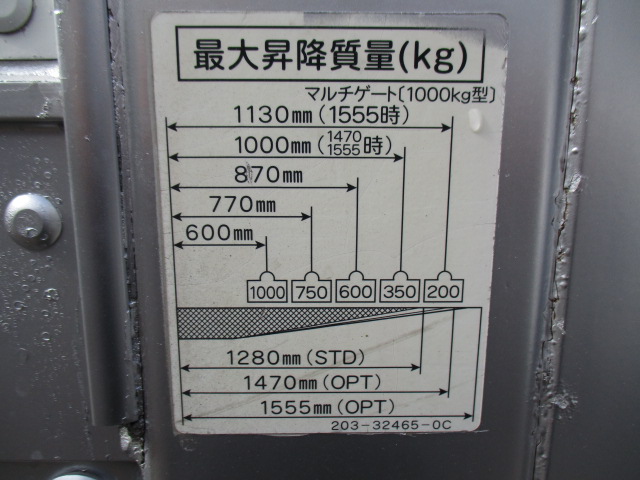 最大昇降質量(kg)
マルチゲート〔1000kg型〕
1130mm(1555時)
1000mm(1470 1555時)
870mm
770mm
600mm
1000 750 600 350 200
1280mm(STD)
1470mm(OPT)
1555mm(OPT)
203-32465-0C